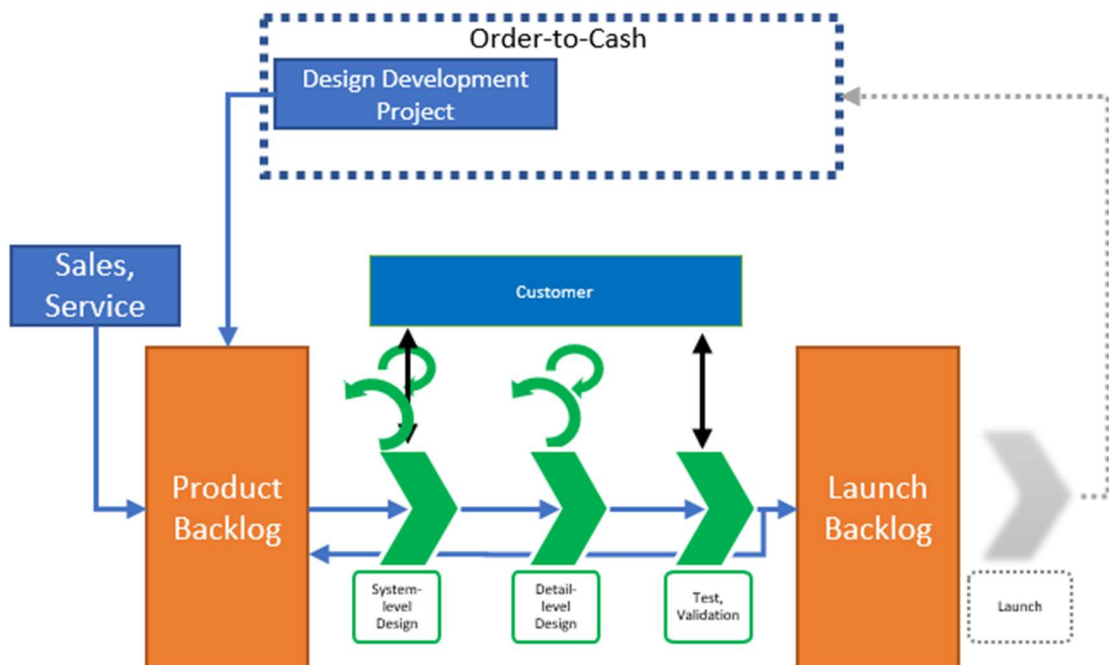 Order-to-Cash
Design Development
Project
Sales,
Service
Customer
Product
Backlog
Launch
Backlog
System-
level
Design
Detail-
level
Design
Test,
Validation
Launch